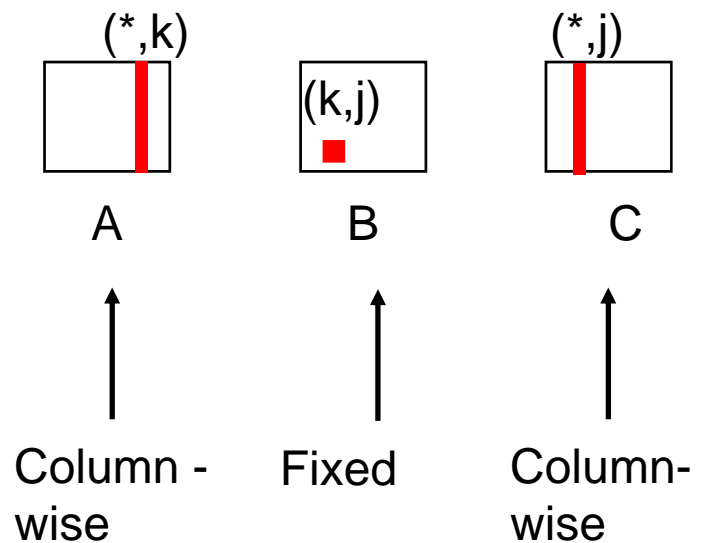 (*,k)
(k,j)
(*,j)
A
B
C
Column -
wise
Fixed
Column-
wise